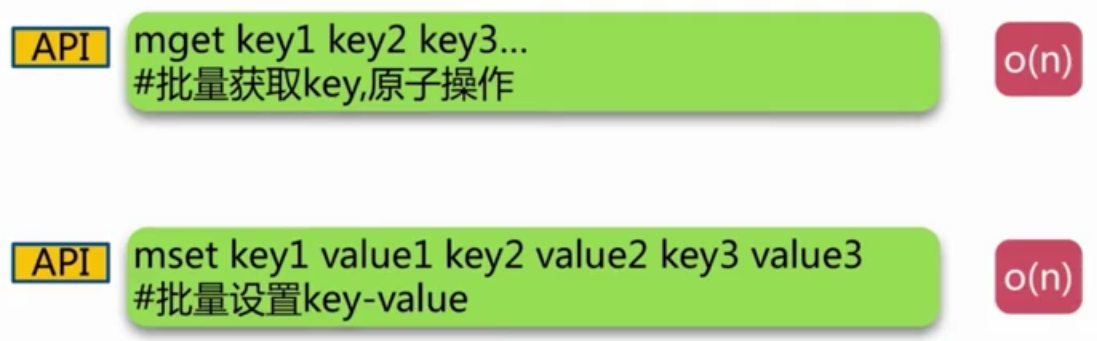 API
mget key1 key2 key3...
#批量获取key,原子操作
o(n)
API
mset key1 value1 key2 value2 key3 value3
#批量设置key-value
o(n)